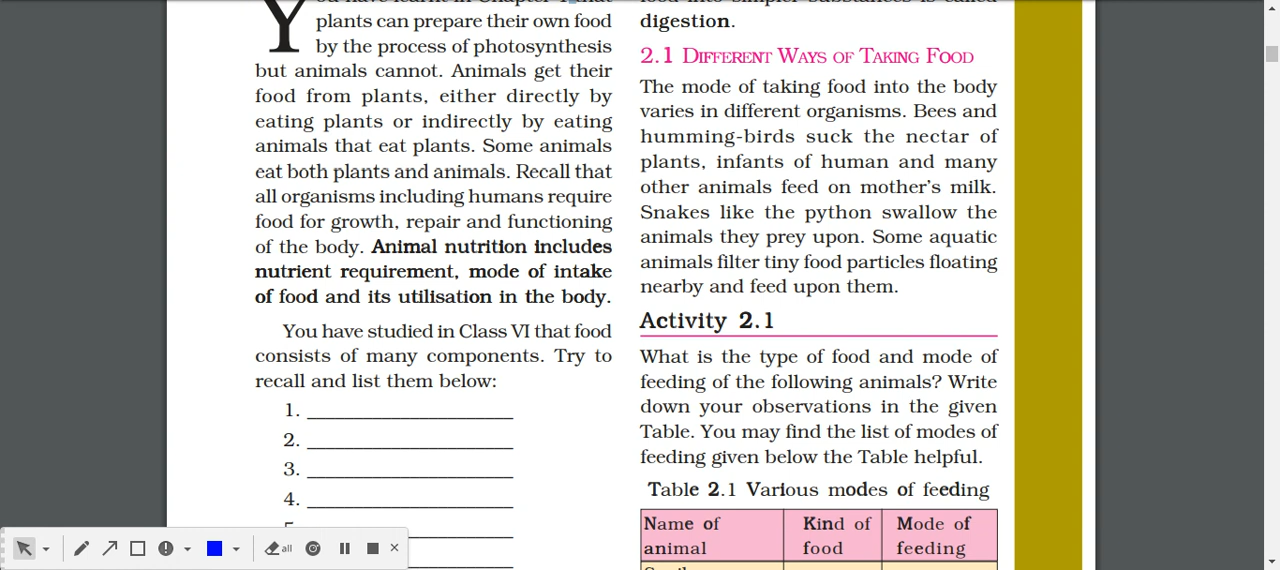 Y
plants can prepare their own food
by the process of photosynthesis
but animals cannot. Animals get their
food from plants, either directly by
eating plants or indirectly by eating
animals that eat plants. Some animals
eat both plants and animals. Recall that
all organisms including humans require
food for growth, repair and functioning
of the body. Animal nutrition includes
nutrient requirement, mode of intake
of food and its utilisation in the body.
You have studied in Class VI that food
consists of many components. Try to
recall and list them below:
1. ____________________
2. ____________________
3. ____________________
4. ____________________
all
digestion.
2.1 DIFFERENT WAYS OF TAKING FOOD
The mode of taking food into the body
varies in different organisms. Bees and
humming-birds suck the nectar of
plants, infants of human and many
other animals feed on mother's milk.
Snakes like the python swallow the
animals they prey upon. Some aquatic
animals filter tiny food particles floating
nearby and feed upon them.
Activity 2.1
What is the type of food and mode of
feeding of the following animals? Write
down your observations in the given
Table. You may find the list of modes of
feeding given below the Table helpful.
Table 2.1 Various modes of feeding
Name of animal
Kind of food
Mode of feeding